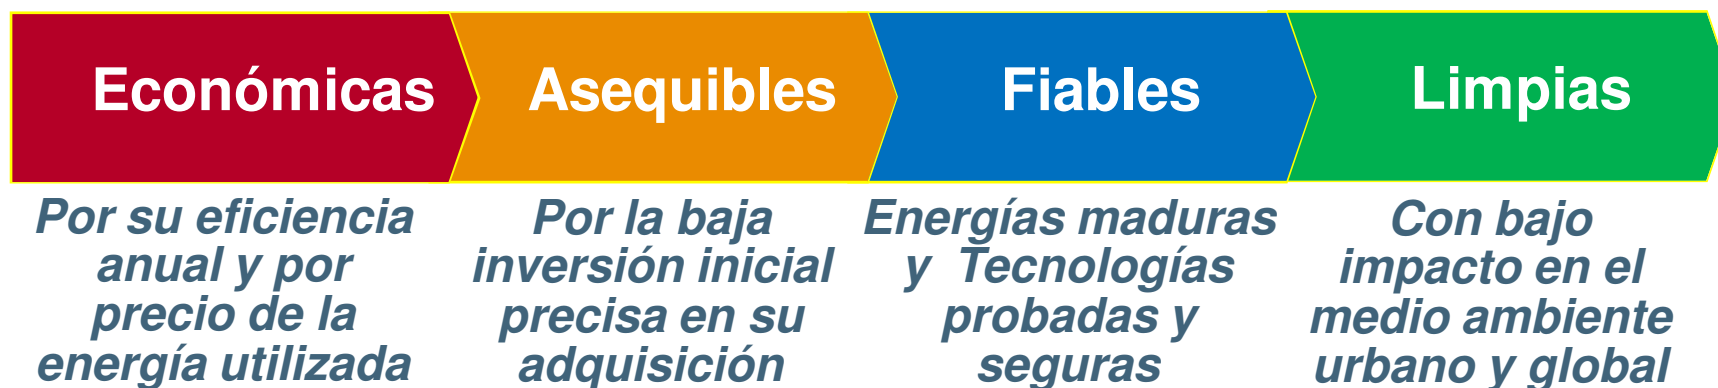 Económicas
Por su eficiencia
anual y por
precio de la
energía utilizada
Asequibles
Por la baja
inversión inicial
precisa en su
adquisición
Fiables
Energías maduras
y Tecnologías
probadas y
seguras
Limpias
Con bajo
impacto en el
medio ambiente
urbano y global